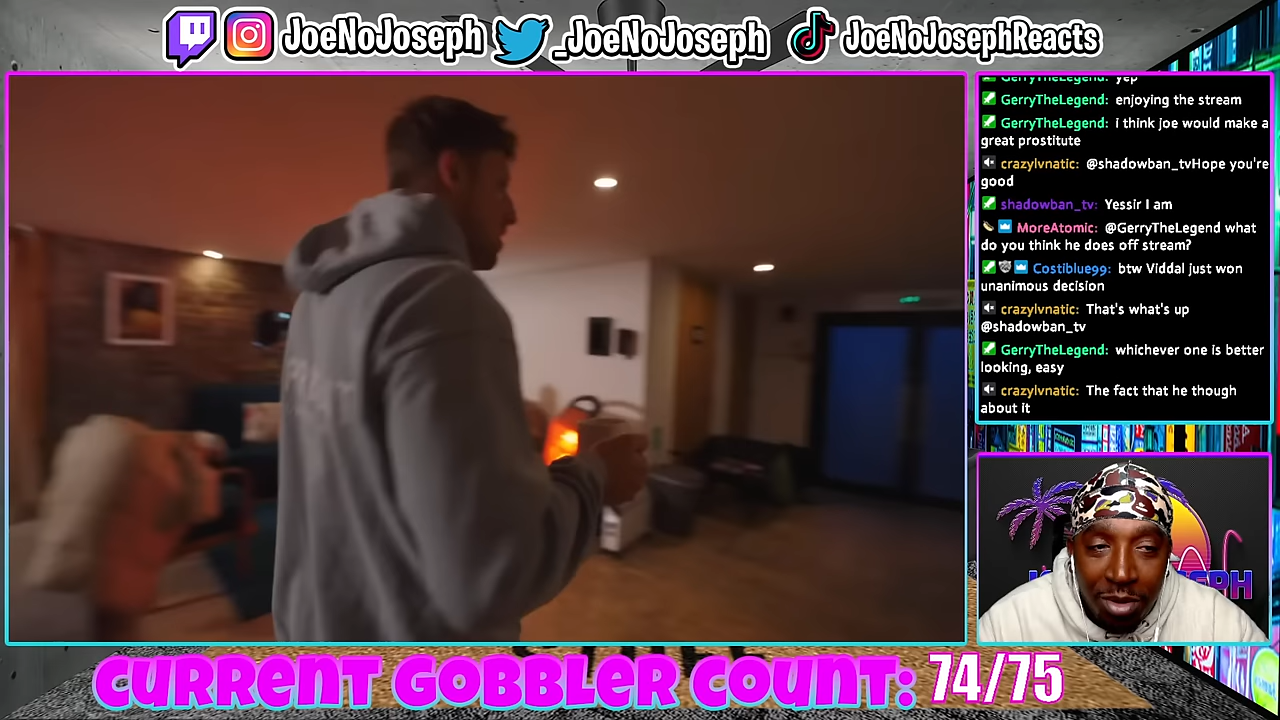 JoeNoJoseph
_JoeNoJoseph
JoeNoJosephReacts
GerryTheLegend: yep
GerryTheLegend: enjoying the stream
GerryTheLegend: i think joe would make a
great prostitute
crazylvnatic: @shadowban_tvHope you're
good
shadowban_tv: Yessir I am
MoreAtomic: @GerryTheLegend what
do you think he does off stream?
Costiblue99: btw Viddal just won
unanimous decision
crazylvnatic: That's what's up
@shadowban_tv
GerryTheLegend: whichever one is better
looking, easy
crazylvnatic: The fact that he though
about it
CURRENT GOBBLER COUNT: 74/75